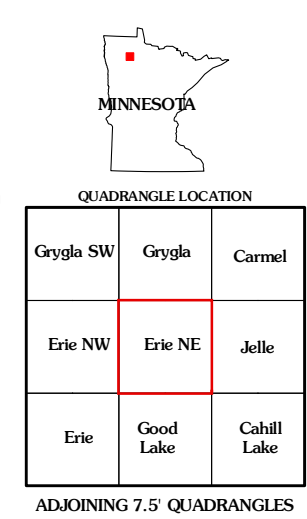 MINNESOTA
QUADRANGLE LOCATION
Grygla SW Grygla Carmel
Erie NW Erie NE Jelle
Erie Good Lake Cahill Lake
ADJOINING 7.5' QUADRANGLES